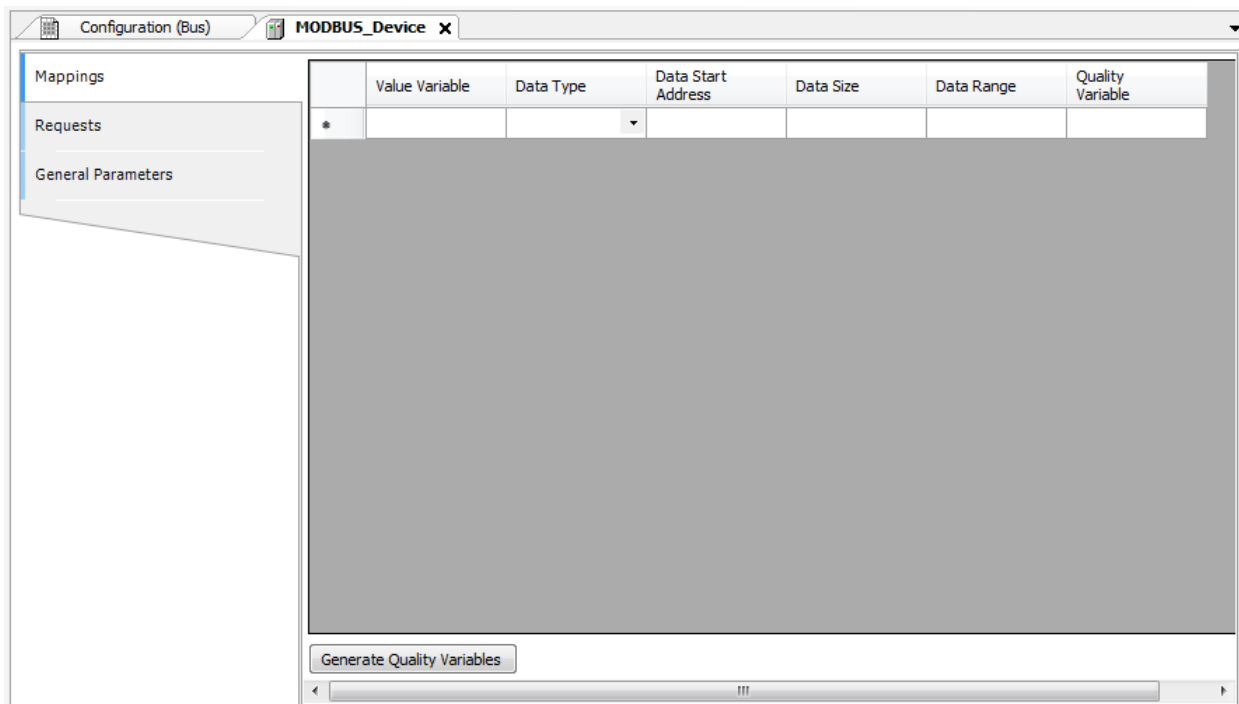 Configuration (Bus) MODBUS_Device
Mappings
Requests
General Parameters
Value Variable Data Type Data Start Address Data Size Data Range Quality Variable
Generate Quality Variables